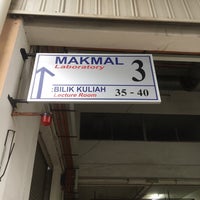 MAKMAL 3
Laboratory
:BILIK KULIAH 35 - 40
Lecture Room